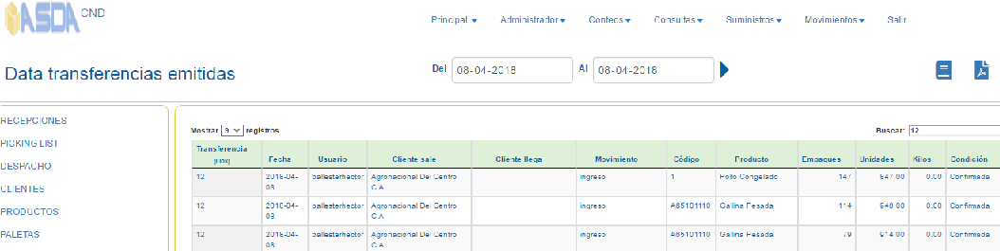 ASDA CND
Principal Administrador Conteos Consultas Suministros Movimientos Salir
Data transferencias emitidas
Del 08-04-2018 Al 08-04-2018
RECEPCIONES
PICKING LIST
DESPACHO
CLIENTES
PRODUCTOS
PALETAS
Mostrar 9 registros Buscar: 12
Transferencia Fecha Usuario Cliente sale Cliente llega Movimiento Código Producto Empaques Unidades Kilos Condición
(Link)
12 2018-04- ballesterhector Agronacional Del Centro ingreso 1 Pollo Congelado 147 847.00 0.00 Confirmada
08 C.A
12 2018-04- ballesterhector Agronacional Del Centro ingreso A65101110 Gallina Pesada 114 948.00 0.00 Confirmada
08 C.A
12 2018-04- ballesterhector Agronacional Del Centro ingreso A65101110 Gallina Pesada 79 914.00 0.00 Confirmada
08 C.A